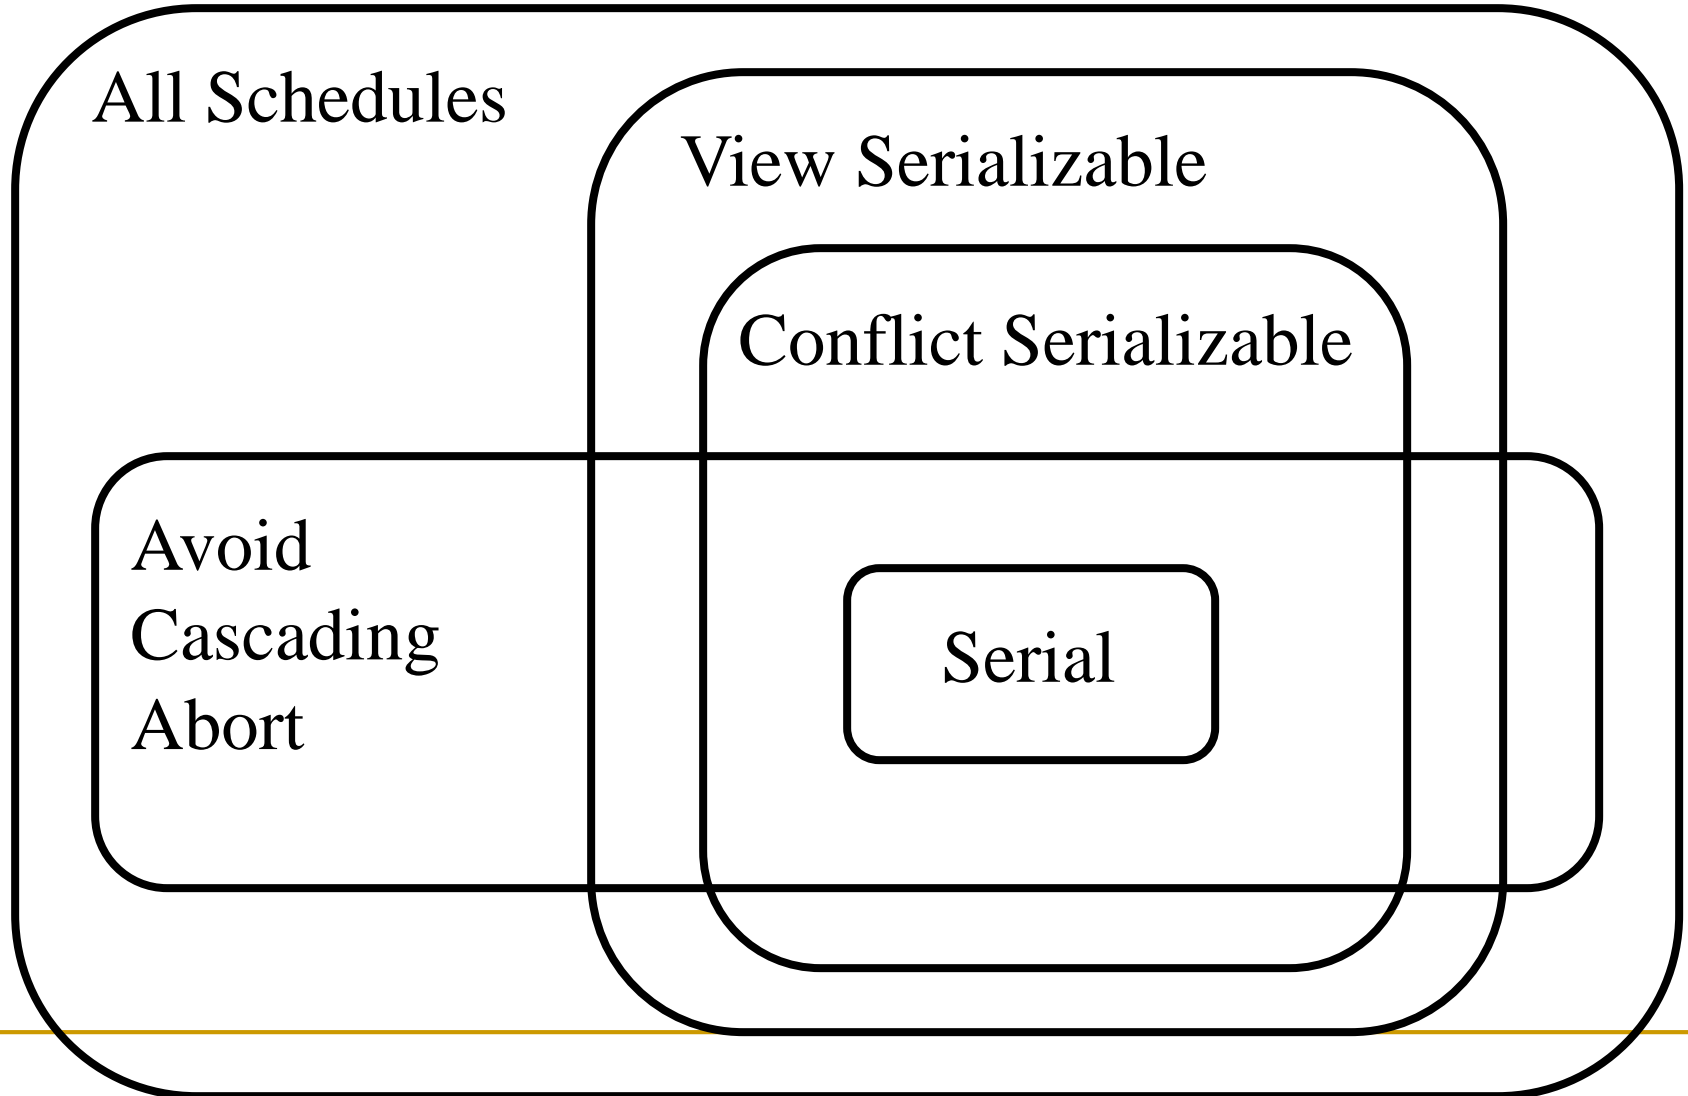 All Schedules
View Serializable
Conflict Serializable
Avoid
Cascading
Abort
Serial